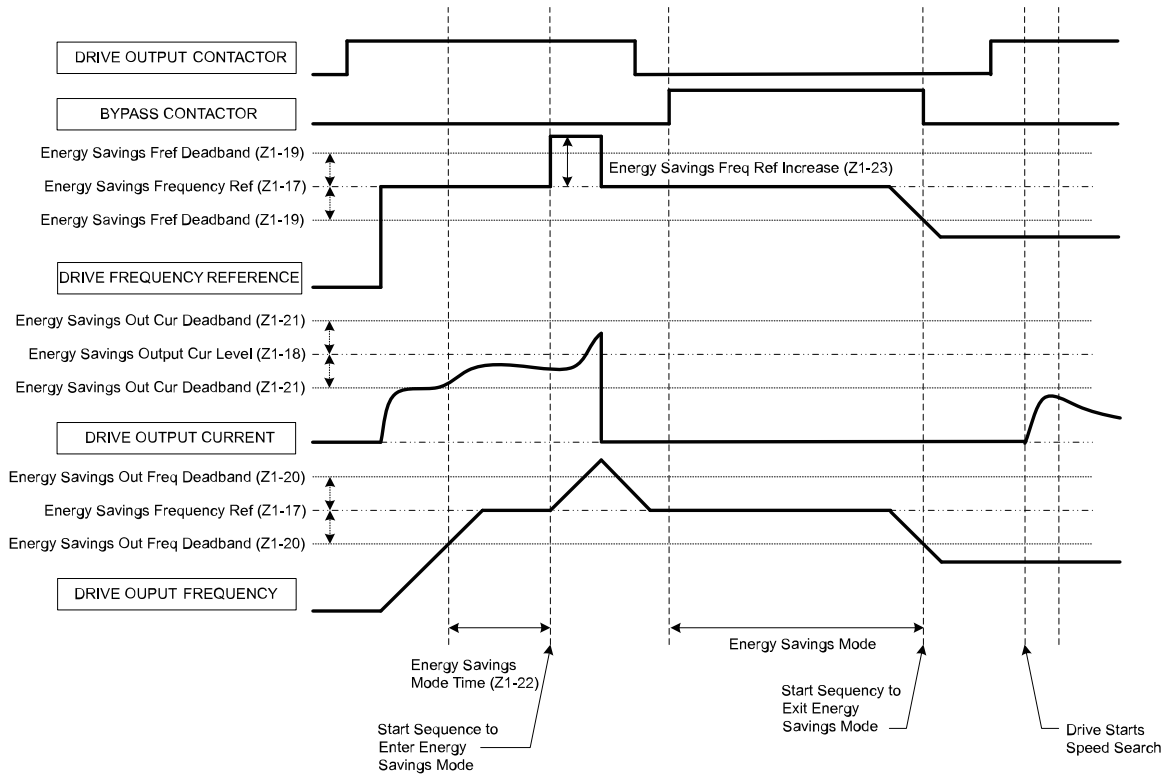 DRIVE OUTPUT CONTACTOR
BYPASS CONTACTOR
Energy Savings Fref Deadband (Z1-19)
Energy Savings Freq Ref Increase (Z1-23)
Energy Savings Frequency Ref (Z1-17)
Energy Savings Fref Deadband (Z1-19)
DRIVE FREQUENCY REFERENCE
Energy Savings Out Cur Deadband (Z1-21)
Energy Savings Output Cur Level (Z1-18)
Energy Savings Out Cur Deadband (Z1-21)
DRIVE OUTPUT CURRENT
Energy Savings Out Freq Deadband (Z1-20)
Energy Savings Frequency Ref (Z1-17)
Energy Savings Out Freq Deadband (Z1-20)
DRIVE OUPUT FREQUENCY
Energy Savings Mode
Energy Savings
Mode Time (Z1-22)
Start Sequence to
Enter Energy
Savings Mode
Start Sequency to
Exit Energy
Savings Mode
Drive Starts
Speed Search